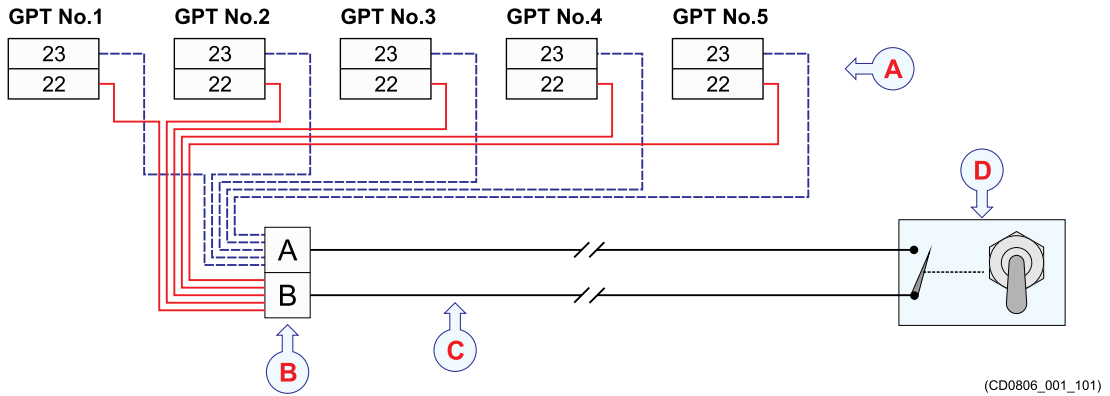 GPT No.1 GPT No.2 GPT No.3 GPT No.4 GPT No.5
23 23 23 23 23
22 22 22 22 22
A
D
A
B
C
B
(CD0806_001_101)